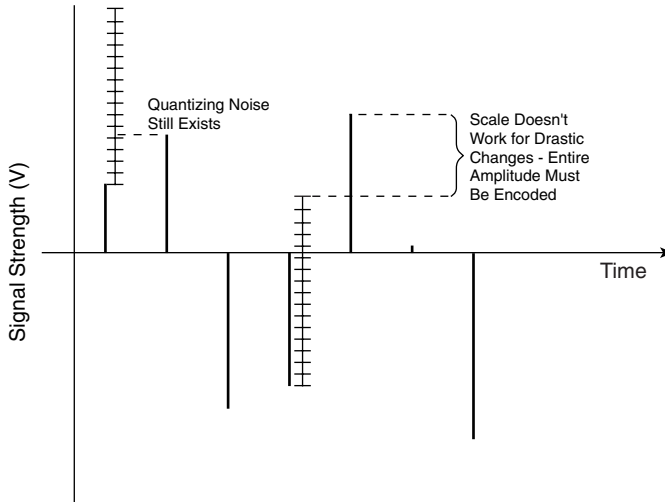 Quantizing Noise
Still Exists
Scale Doesn't
Work for Drastic
Changes - Entire
Amplitude Must
Be Encoded
Signal Strength (V)
Time